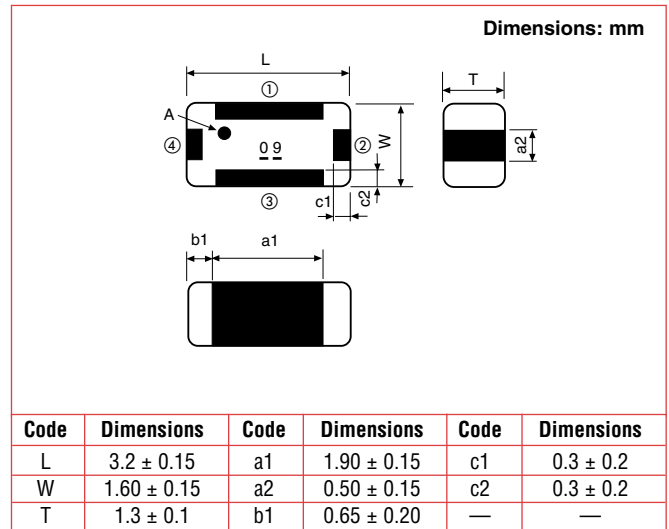 Dimensions: mm
L
T
①
A
④
0 9
②
W
a2
③
c1
c2
b1
a1
Code Dimensions Code Dimensions Code Dimensions
L 3.2 ± 0.15 a1 1.90 ± 0.15 c1 0.3 ± 0.2
W 1.60 ± 0.15 a2 0.50 ± 0.15 c2 0.3 ± 0.2
T 1.3 ± 0.1 b1 0.65 ± 0.20 — —